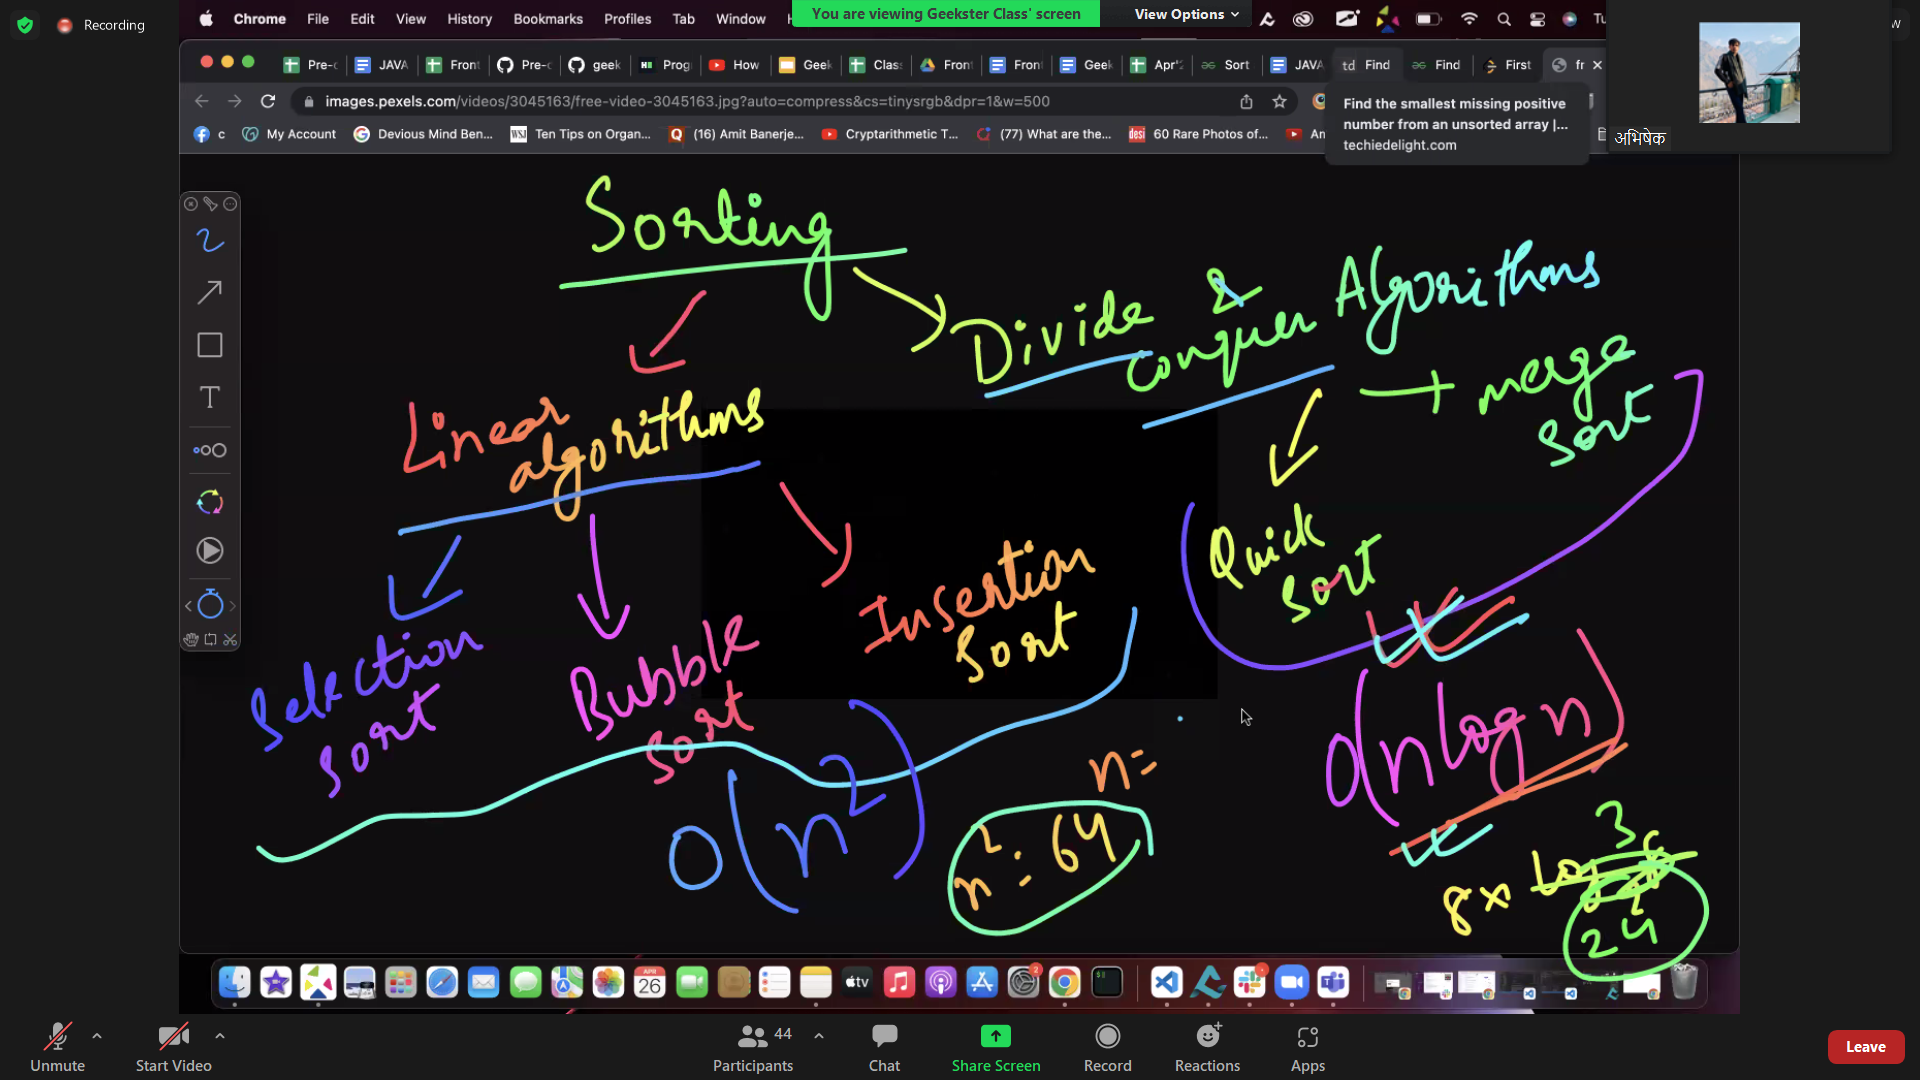 Recording
Chrome File Edit View History Bookmarks Profiles Tab Window
You are viewing Geekster Class' screen
View Options
Pre-c JAVA Front Pre-c geek Prog How Geek Class Front Fron Geek Apr' Sort JAVA Find Find First fr
images.pexels.com/videos/3045163/free-video-3045163.jpg?auto=compress&cs=tinysrgb&dpr=1&w=500
c My Account Devious Mind Ben... Ten Tips on Organ... (16) Amit Banerje... Cryptarithmetic T... (77) What are the... 60 Rare Photos of... An
Find the smallest missing positive
number from an unsorted array |...
techiedelight.com
अभिषेक
Sorting
Divide &
Conquer Algorithms
Linear
algorithms
merge
Sort
Quick
Sort
Insertion
Sort
Selection
Sort
Bubble
Sort
O(n log n)
O(n²)
n=
n² = 64
3
8 x
24
APR
26
tv
2
Unmute
Start Video
44
Participants
Chat
Share Screen
Record
Reactions
Apps
Leave